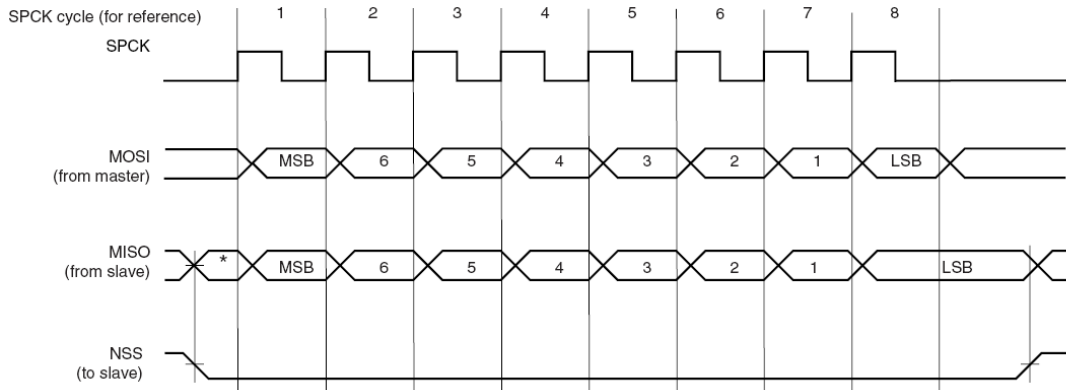 SPCK cycle (for reference) 1 2 3 4 5 6 7 8
SPCK
MOSI
(from master)
MSB 6 5 4 3 2 1 LSB
MISO
(from slave)
* MSB 6 5 4 3 2 1 LSB
NSS
(to slave)